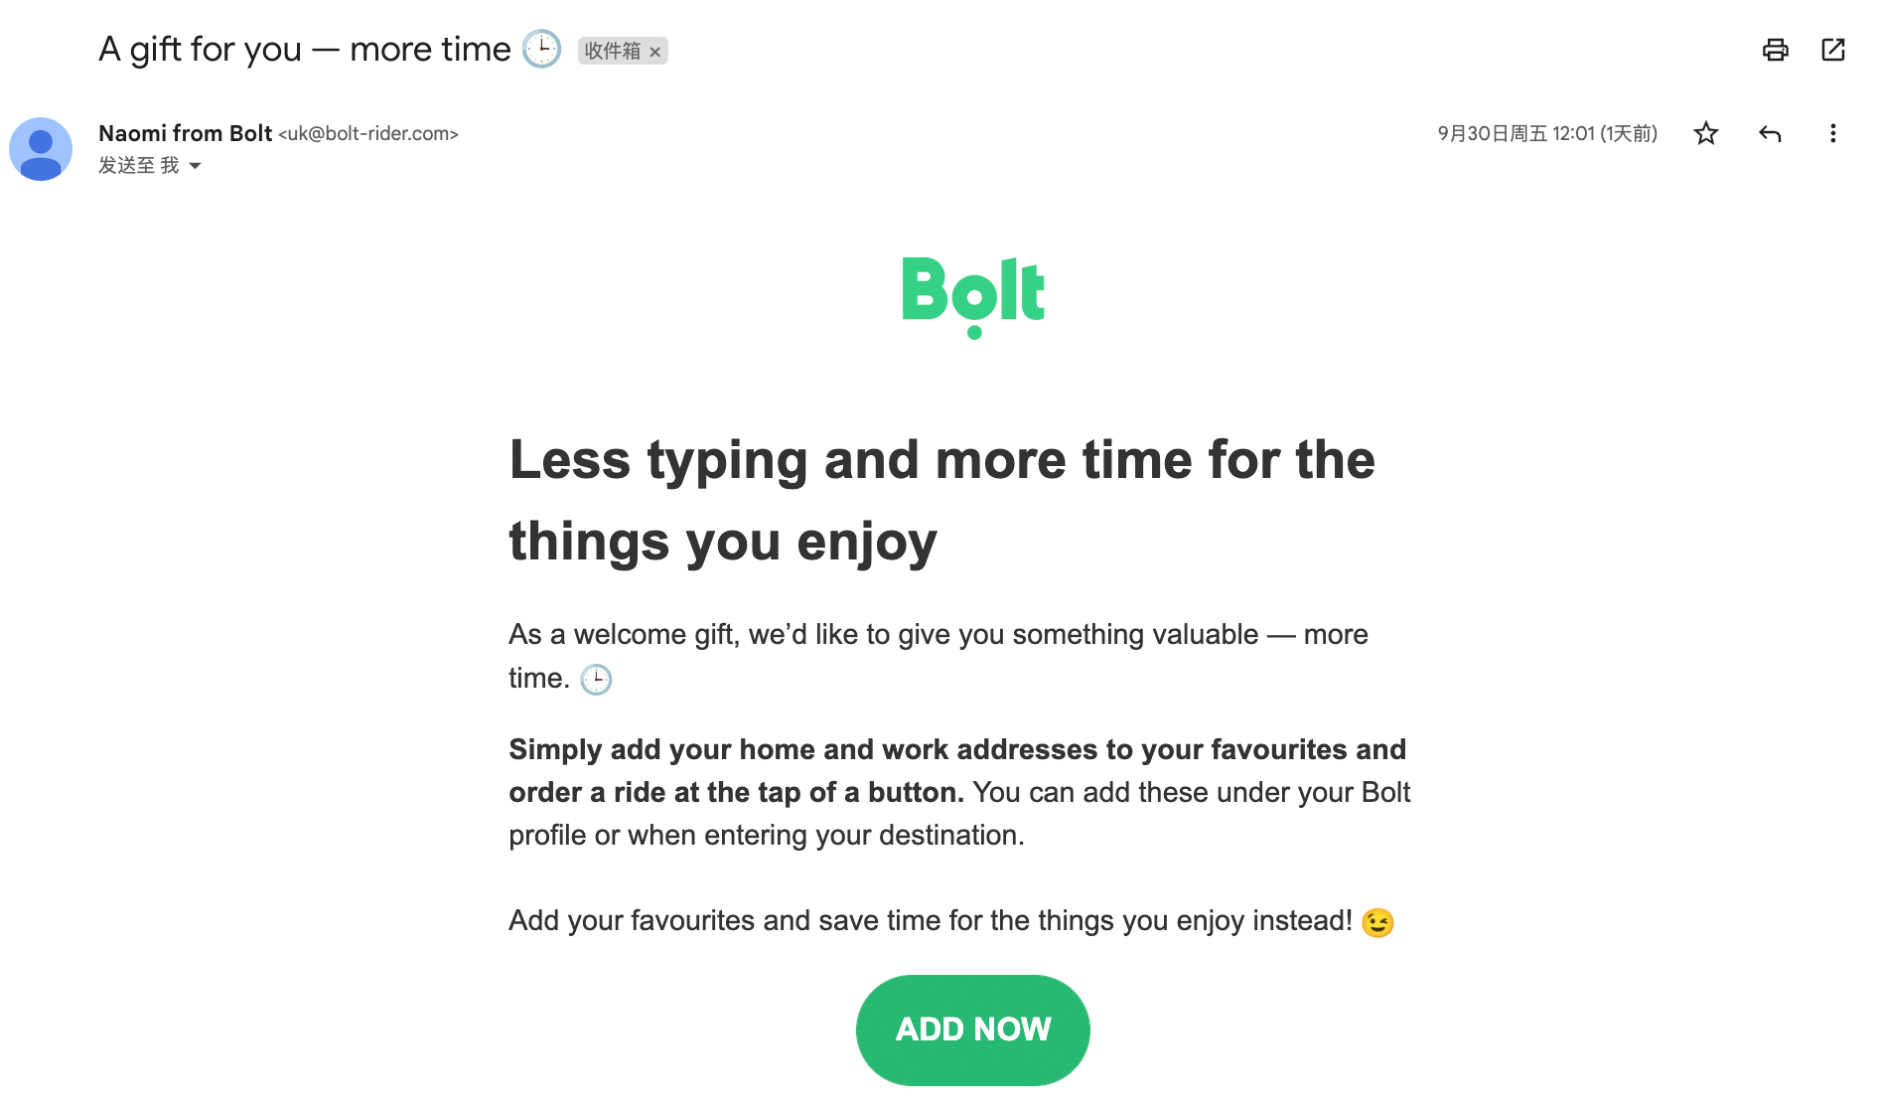 A gift for you — more time 🕒 收件箱 ×
Naomi from Bolt <uk@bolt-rider.com> 9月30日周五 12:01 (1天前)
发送至 我
Bolt
Less typing and more time for the
things you enjoy
As a welcome gift, we’d like to give you something valuable — more
time. 🕒
Simply add your home and work addresses to your favourites and
order a ride at the tap of a button. You can add these under your Bolt
profile or when entering your destination.
Add your favourites and save time for the things you enjoy instead! 😉
ADD NOW